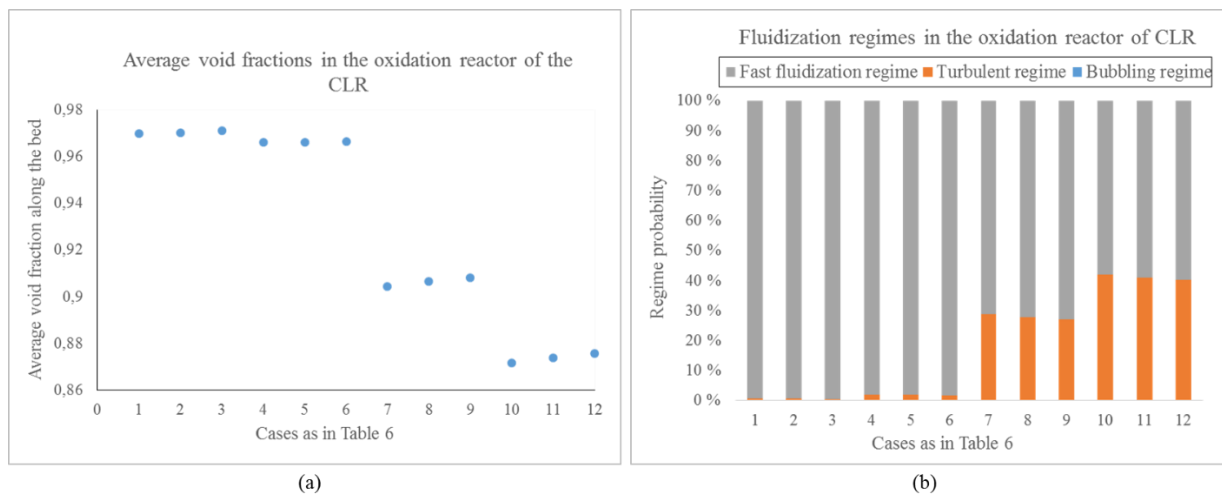 Average void fractions in the oxidation reactor of the
CLR
Average void fraction along the bed
0,98
0,96
0,94
0,92
0,9
0,88
0,86
0 1 2 3 4 5 6 7 8 9 10 11 12
Cases as in Table 6
(a)
Fluidization regimes in the oxidation reactor of CLR
Fast fluidization regime Turbulent regime Bubbling regime
Regime probability
100 %
90 %
80 %
70 %
60 %
50 %
40 %
30 %
20 %
10 %
0 %
1 2 3 4 5 6 7 8 9 10 11 12
Cases as in Table 6
(b)